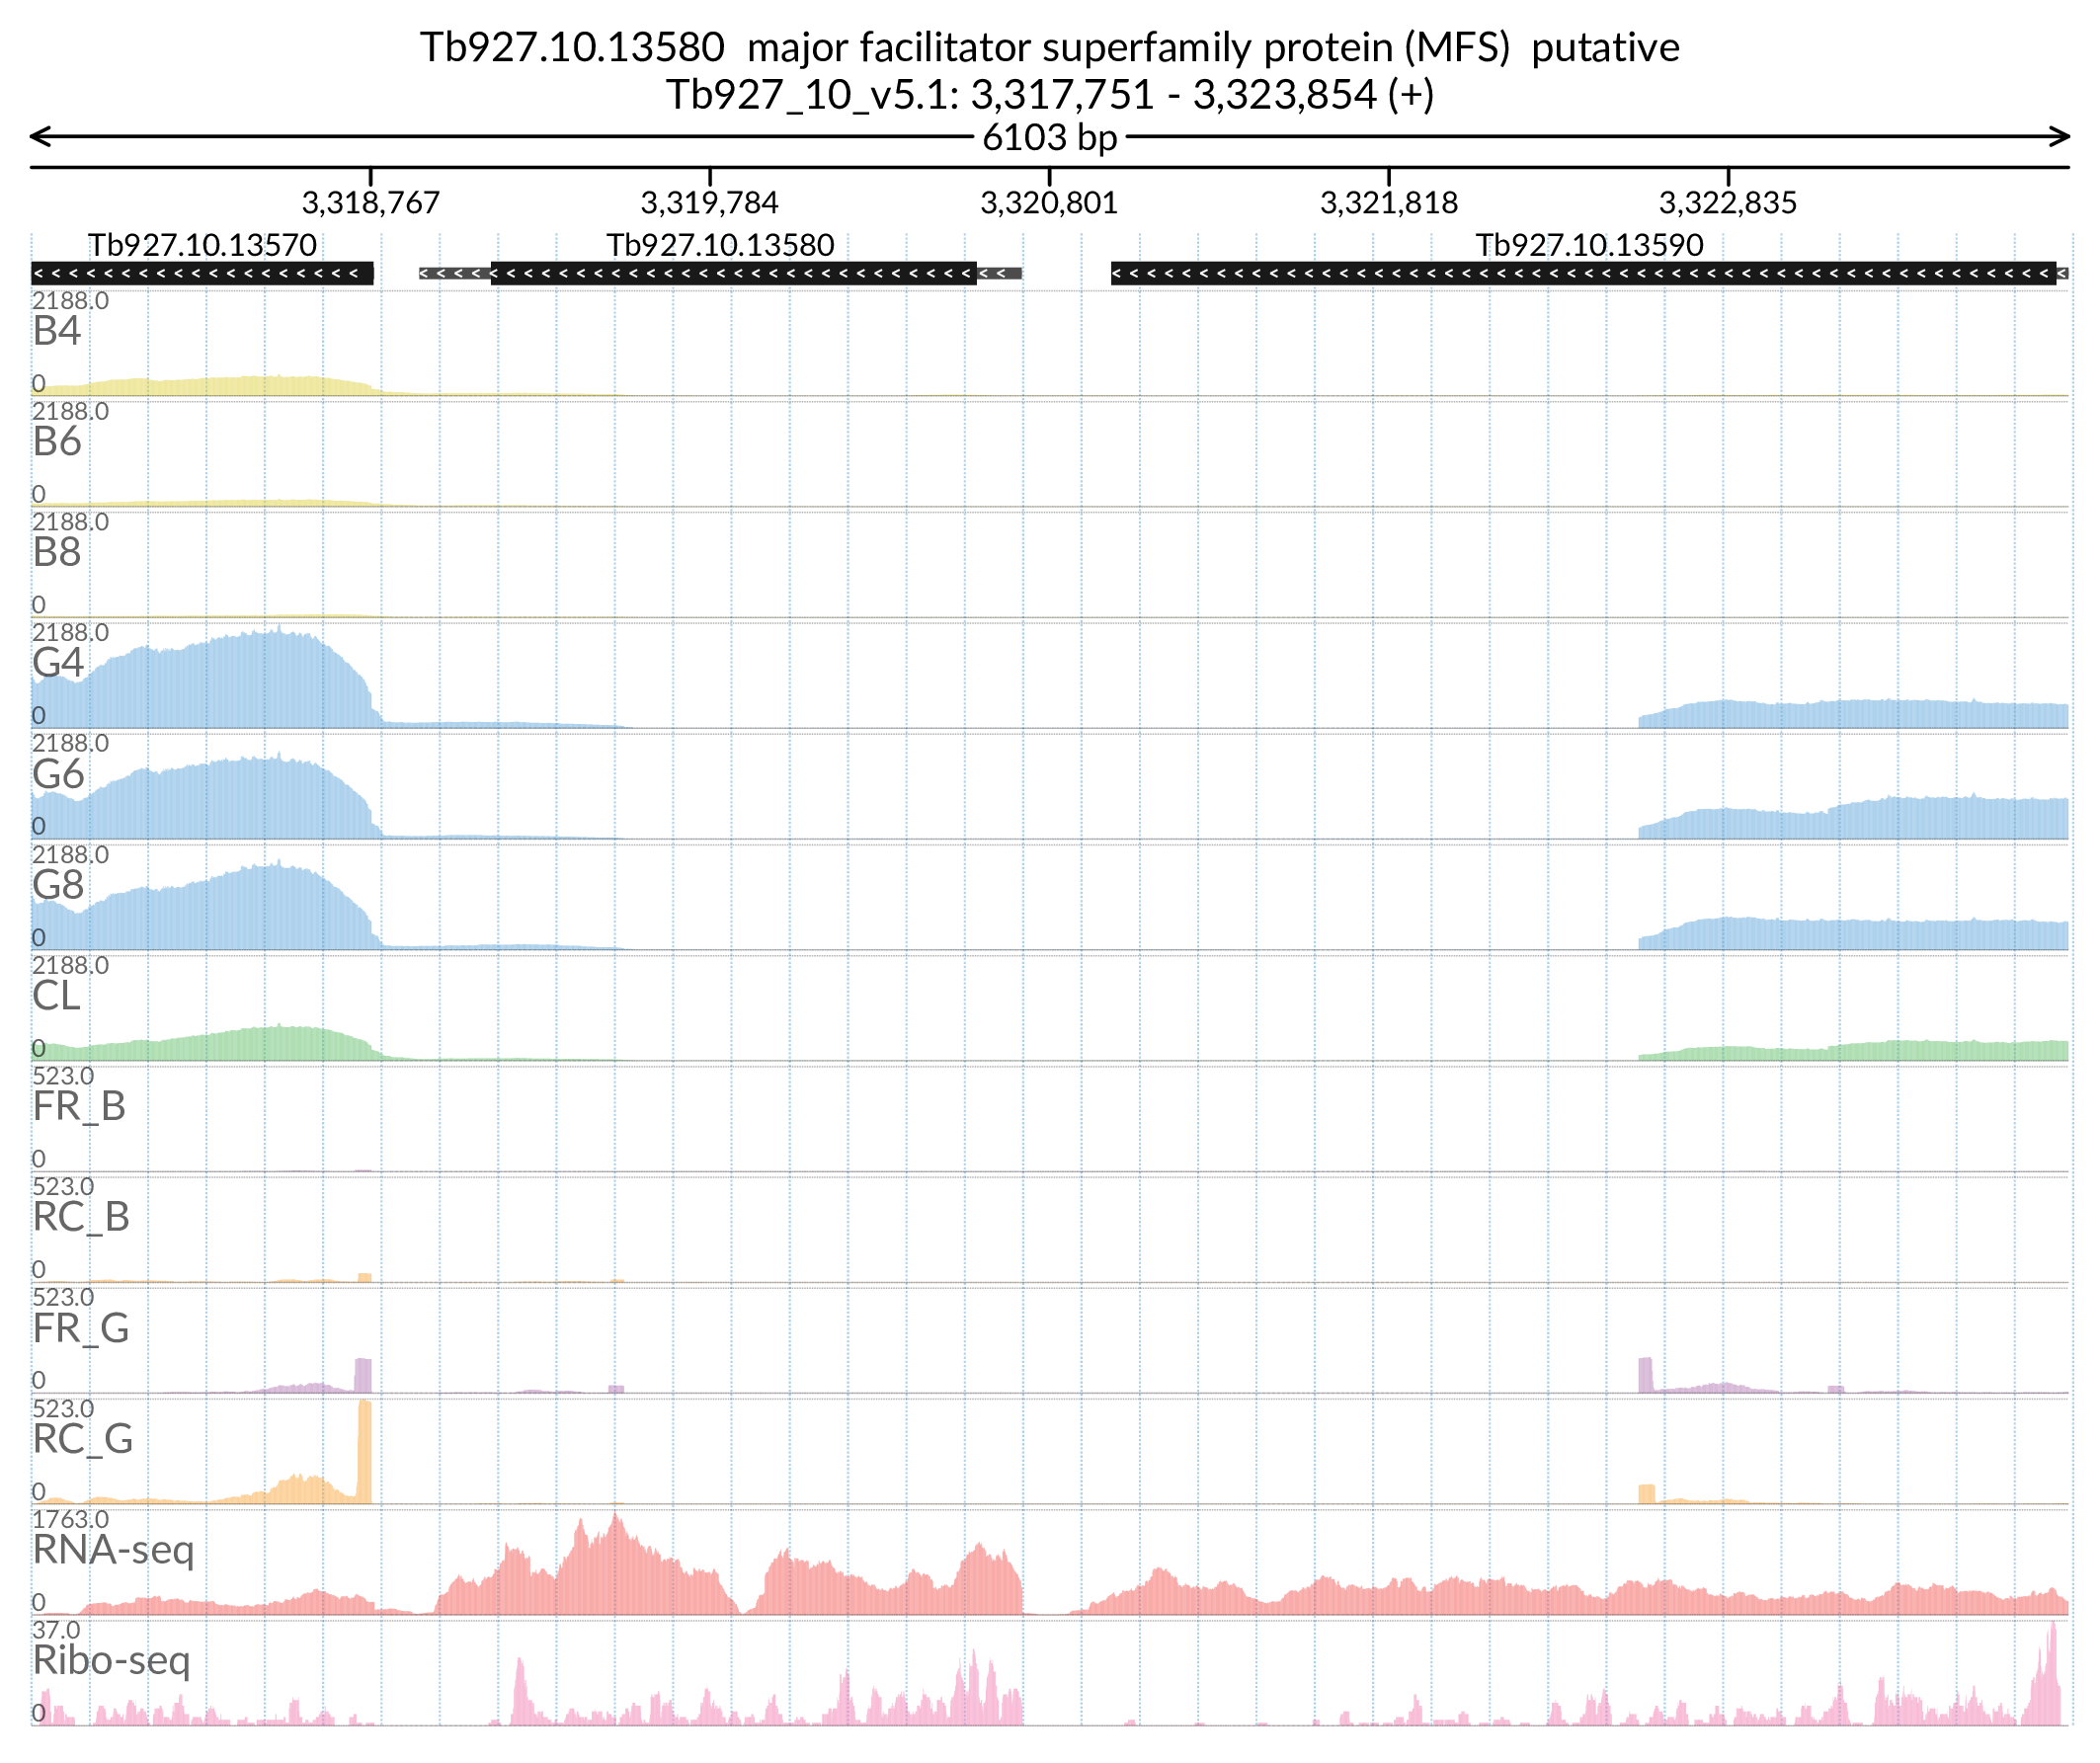 Tb927.10.13580 major facilitator superfamily protein (MFS) putative
Tb927_10_v5.1: 3,317,751 - 3,323,854 (+)
6103 bp
3,318,767 3,319,784 3,320,801 3,321,818 3,322,835
Tb927.10.13570 Tb927.10.13580 Tb927.10.13590
2188.0
B4
0
2188.0
B6
0
2188.0
B8
0
2188.0
G4
0
2188.0
G6
0
2188.0
G8
0
2188.0
CL
0
523.0
FR_B
0
523.0
RC_B
0
523.0
FR_G
0
523.0
RC_G
0
1763.0
RNA-seq
0
37.0
Ribo-seq
0